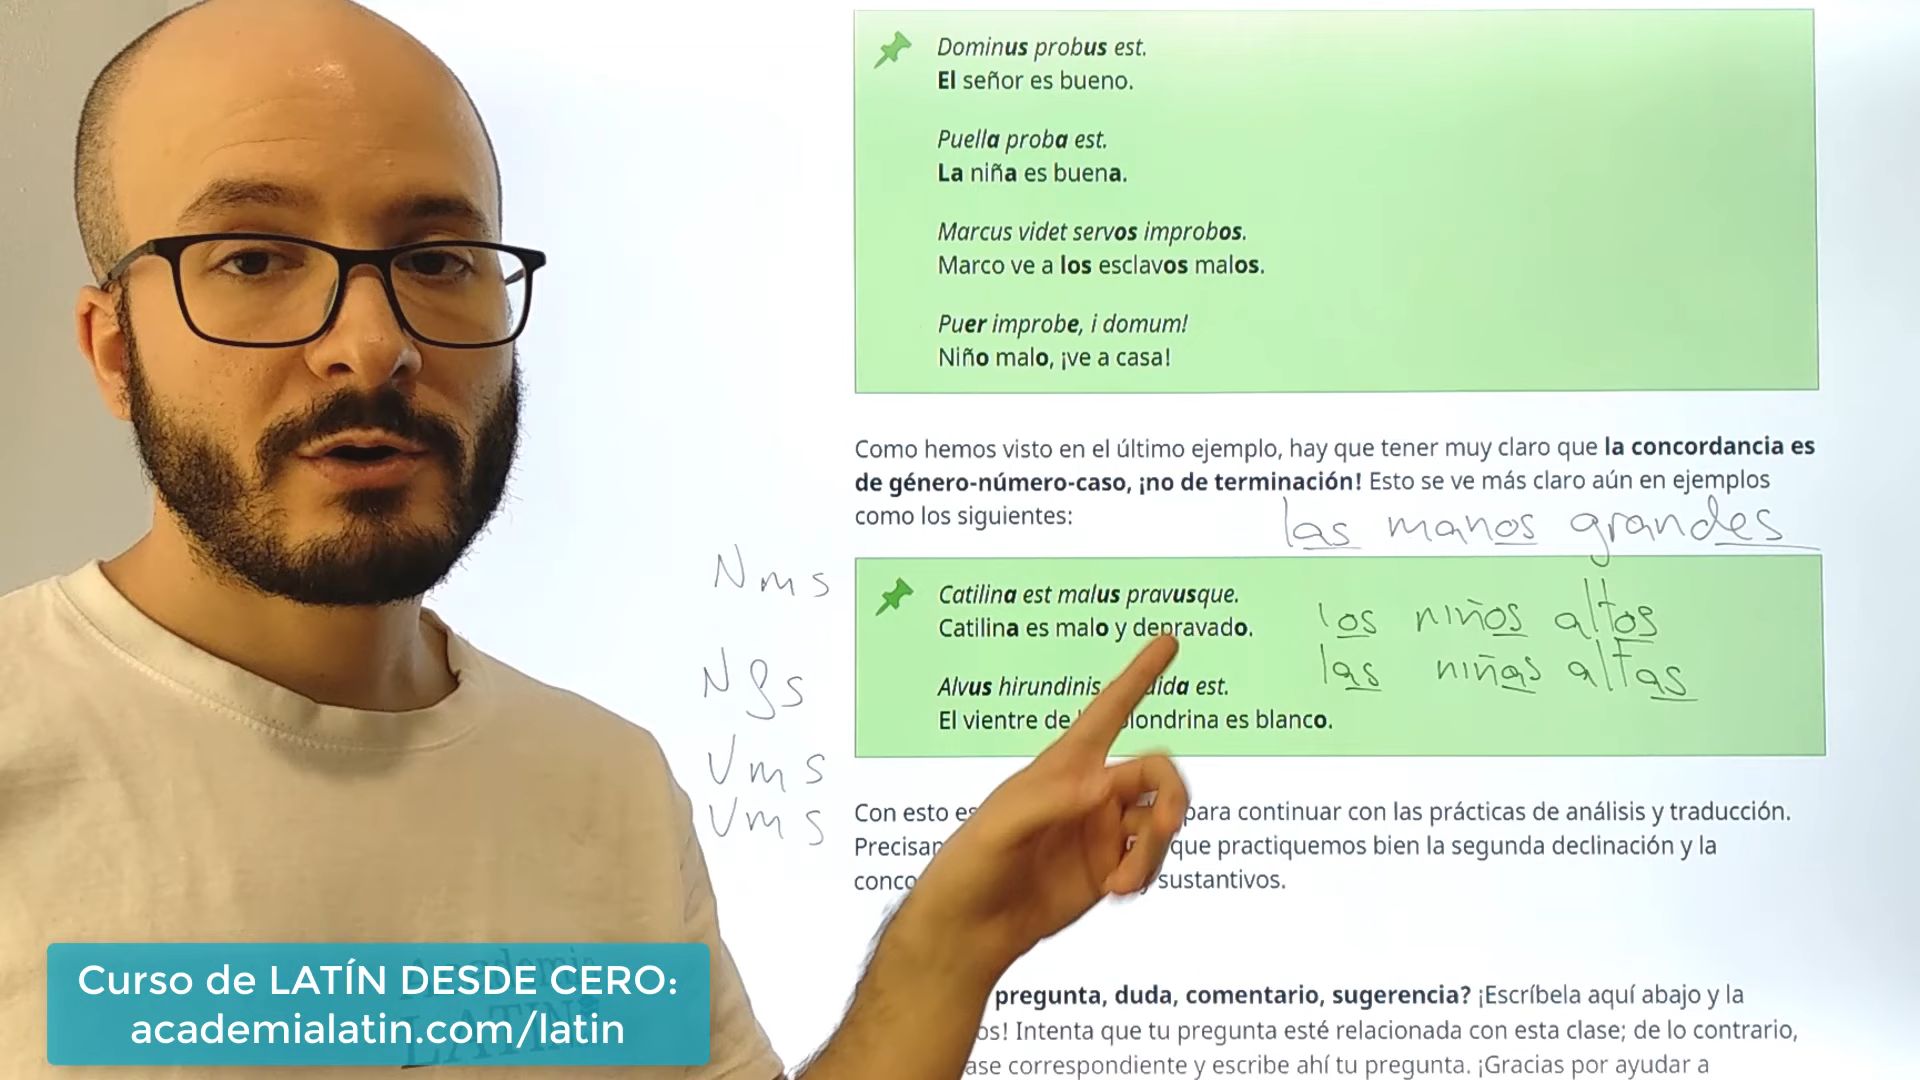 Dominus probus est.
El señor es bueno.
Puella proba est.
La niña es buena.
Marcus videt servos improbos.
Marco ve a los esclavos malos.
Puer improbe, i domum!
Niño malo, ¡ve a casa!
Como hemos visto en el último ejemplo, hay que tener muy claro que la concordancia es
de género-número-caso, ¡no de terminación! Esto se ve más claro aún en ejemplos
como los siguientes:
las manos grandes
Nms
Nfs
Vms
Vms
Catilina est malus pravusque.
Catilina es malo y depravado.
los niños altos
las niñas altas
Alvus hirundinis est.
El vientre de es blanco.
Con esto para continuar con las prácticas de análisis y traducción.
que practiquemos bien la segunda declinación y la
sustantivos.
pregunta, duda, comentario, sugerencia? ¡Escríbela aquí abajo y la
Intenta que tu pregunta esté relacionada con esta clase; de lo contrario,
correspondiente y escribe ahí tu pregunta. ¡Gracias por ayudar a
Academia
LATIN
Curso de LATÍN DESDE CERO:
academialatin.com/latin